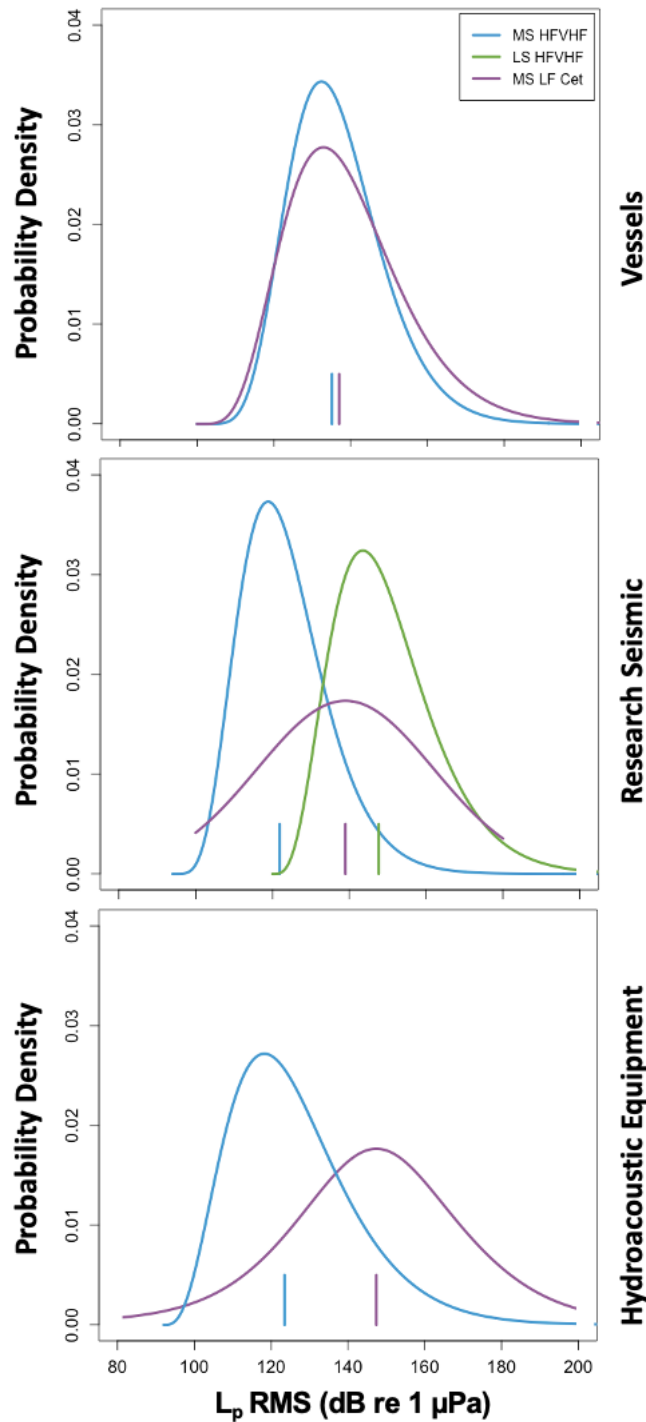 0.04
0.03
0.02
0.01
0.00
Probability Density
MS HFVHF
LS HFVHF
MS LF Cet
Vessels
0.04
0.03
0.02
0.01
0.00
Probability Density
Research Seismic
0.04
0.03
0.02
0.01
0.00
Probability Density
Hydroacoustic Equipment
80 100 120 140 160 180 200
Lp RMS (dB re 1 μPa)